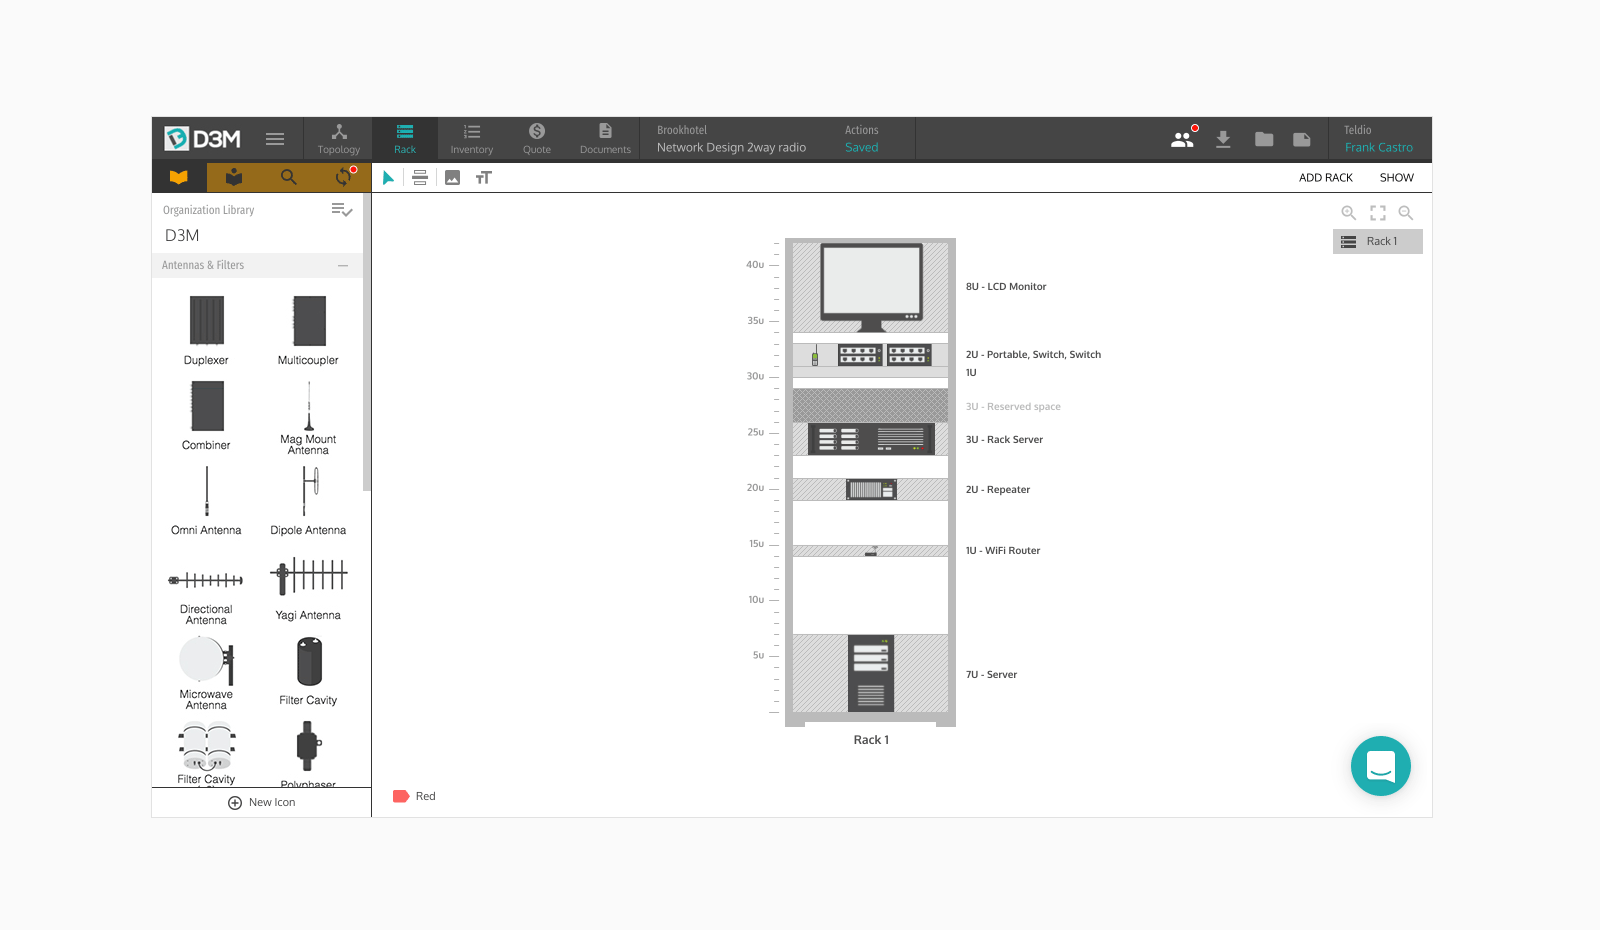 D3M
Topology
Rack
Inventory
Quote
Documents
Brookhotel
Network Design 2way radio
Actions
Saved
Teldio
Frank Castro
ADD RACK
SHOW
Organization Library
D3M
Antennas & Filters
Duplexer
Multicoupler
Combiner
Mag Mount
Antenna
Omni Antenna
Dipole Antenna
Directional
Antenna
Yagi Antenna
Microwave
Antenna
Filter Cavity
Filter Cavity
Polyphaser
New Icon
Rack 1
40u
35u
30u
25u
20u
15u
10u
5u
8U - LCD Monitor
2U - Portable, Switch, Switch
1U
3U - Reserved space
3U - Rack Server
2U - Repeater
1U - WiFi Router
7U - Server
Rack 1
Red